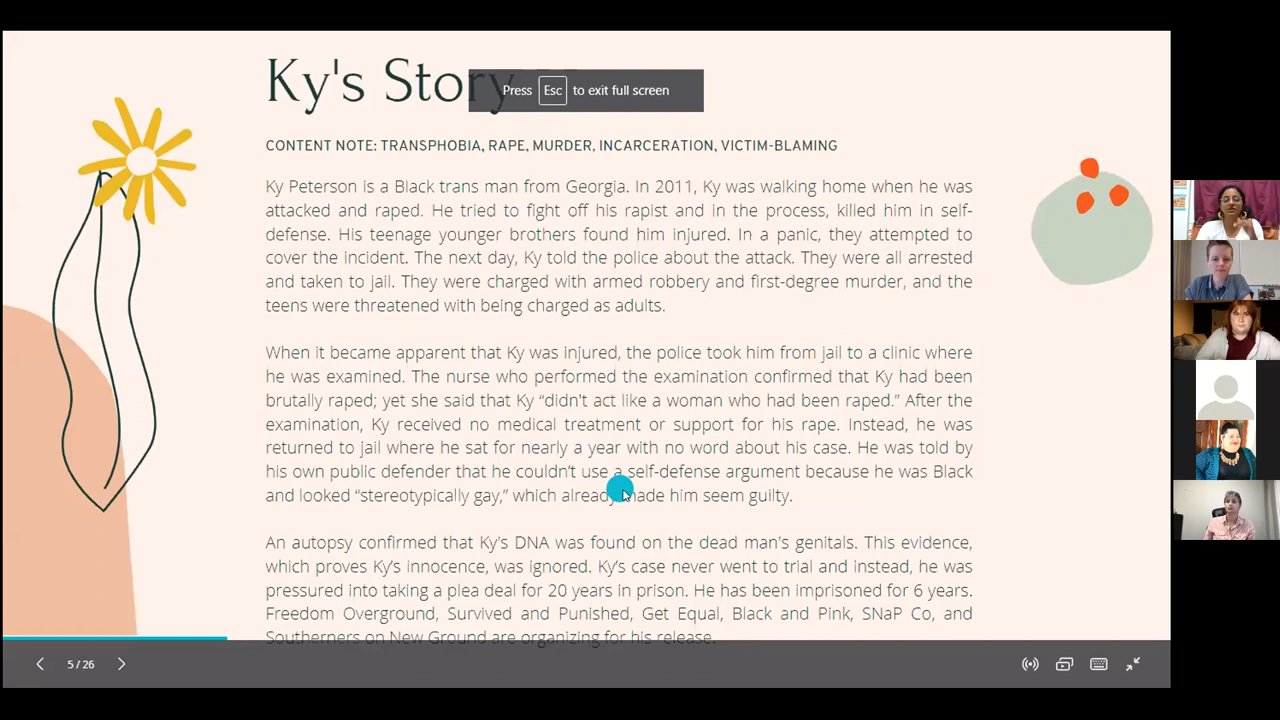 Ky's Story
Press Esc to exit full screen
CONTENT NOTE: TRANSPHOBIA, RAPE, MURDER, INCARCERATION, VICTIM-BLAMING
Ky Peterson is a Black trans man from Georgia. In 2011, Ky was walking home when he was
attacked and raped. He tried to fight off his rapist and in the process, killed him in self-
defense. His teenage younger brothers found him injured. In a panic, they attempted to
cover the incident. The next day, Ky told the police about the attack. They were all arrested
and taken to jail. They were charged with armed robbery and first-degree murder, and the
teens were threatened with being charged as adults.
When it became apparent that Ky was injured, the police took him from jail to a clinic where
he was examined. The nurse who performed the examination confirmed that Ky had been
brutally raped; yet she said that Ky “didn't act like a woman who had been raped.” After the
examination, Ky received no medical treatment or support for his rape. Instead, he was
returned to jail where he sat for nearly a year with no word about his case. He was told by
his own public defender that he couldn't use a self-defense argument because he was Black
and looked “stereotypically gay,” which already made him seem guilty.
An autopsy confirmed that Ky's DNA was found on the dead man's genitals. This evidence,
which proves Ky's innocence, was ignored. Ky's case never went to trial and instead, he was
pressured into taking a plea deal for 20 years in prison. He has been imprisoned for 6 years.
Freedom Overground, Survived and Punished, Get Equal, Black and Pink, SNaP Co, and
Southerners on New Ground are organizing for his release.
5 / 26